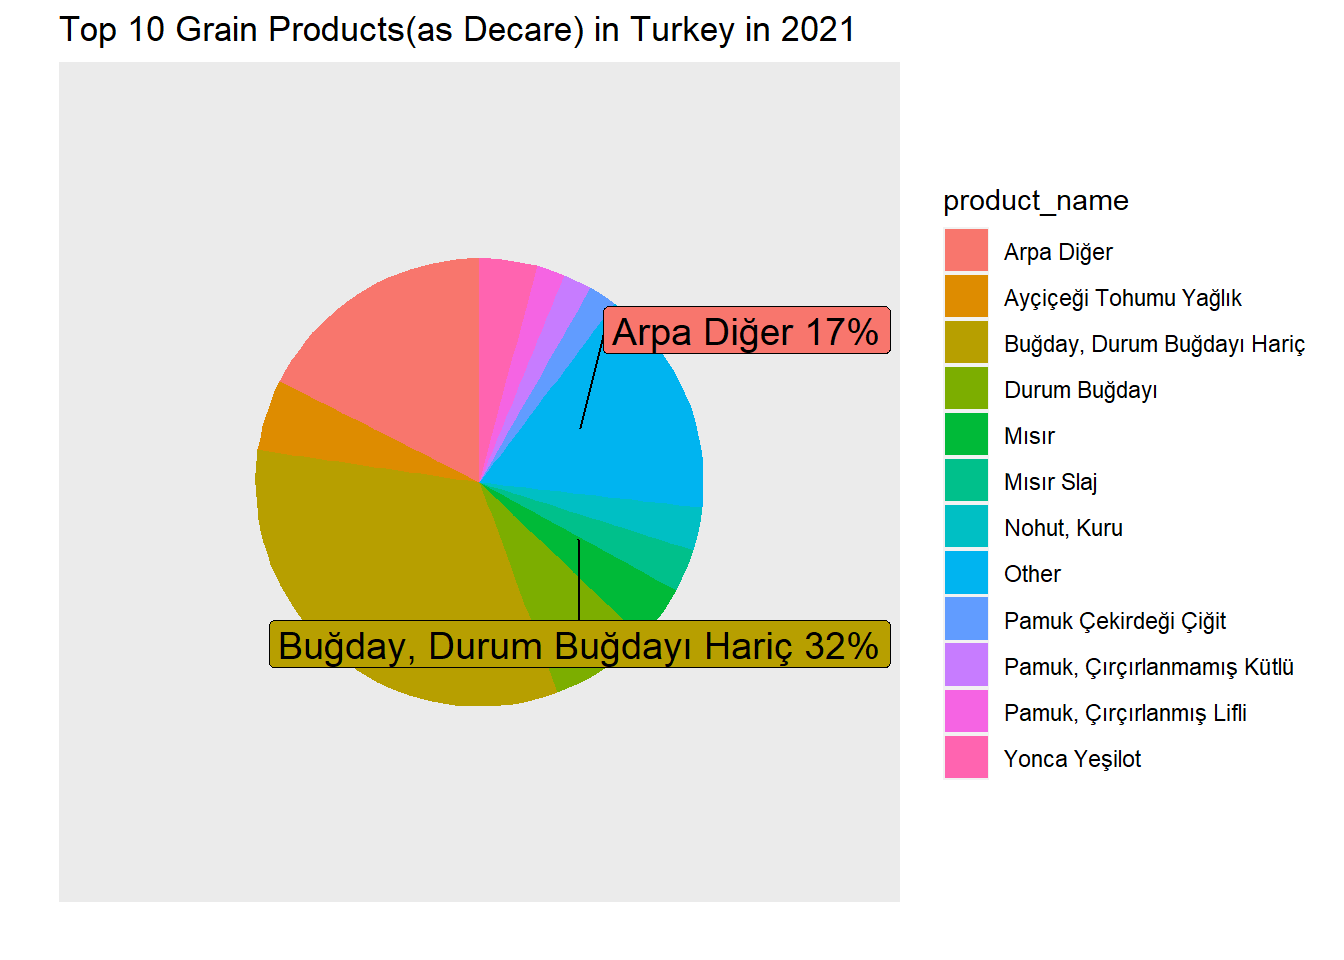 Top 10 Grain Products(as Decare) in Turkey in 2021
Arpa Diğer 17%
Buğday, Durum Buğdayı Hariç 32%
product_name
Arpa Diğer
Ayçiçeği Tohumu Yağlık
Buğday, Durum Buğdayı Hariç
Durum Buğdayı
Mısır
Mısır Slaj
Nohut, Kuru
Other
Pamuk Çekirdeği Çiğit
Pamuk, Çırçırlanmamış Kütlü
Pamuk, Çırçırlanmış Lifli
Yonca Yeşilot